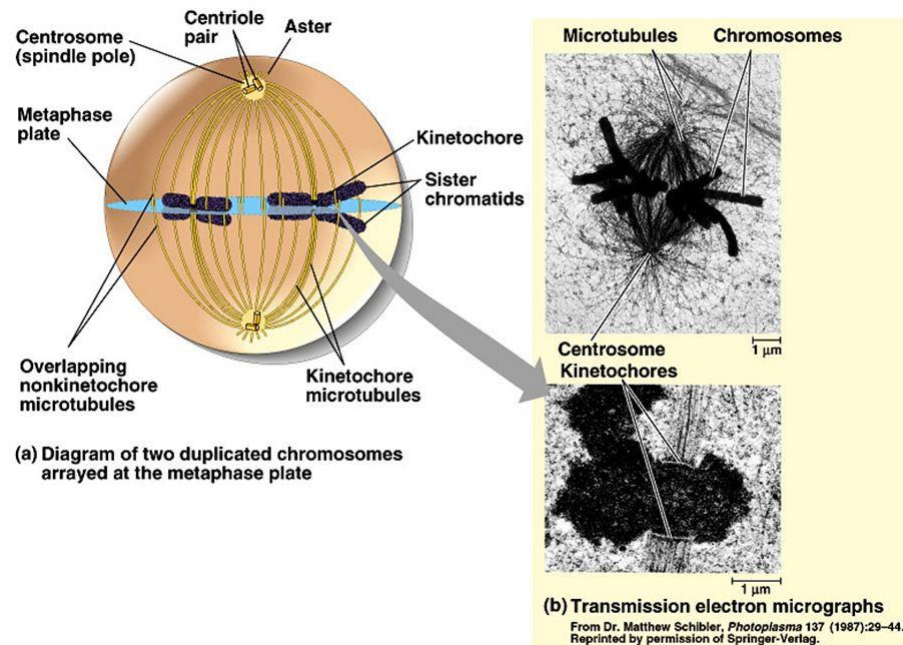 Centriole
pair
Aster
Centrosome
(spindle pole)
Metaphase
plate
Kinetochore
Sister
chromatids
Overlapping
nonkinetochore
microtubules
Kinetochore
microtubules
(a) Diagram of two duplicated chromosomes
arrayed at the metaphase plate
Microtubules
Chromosomes
1 µm
Centrosome
Kinetochores
1 µm
(b) Transmission electron micrographs
From Dr. Matthew Schibler, Photoplasma 137 (1987):29–44.
Reprinted by permission of Springer-Verlag.